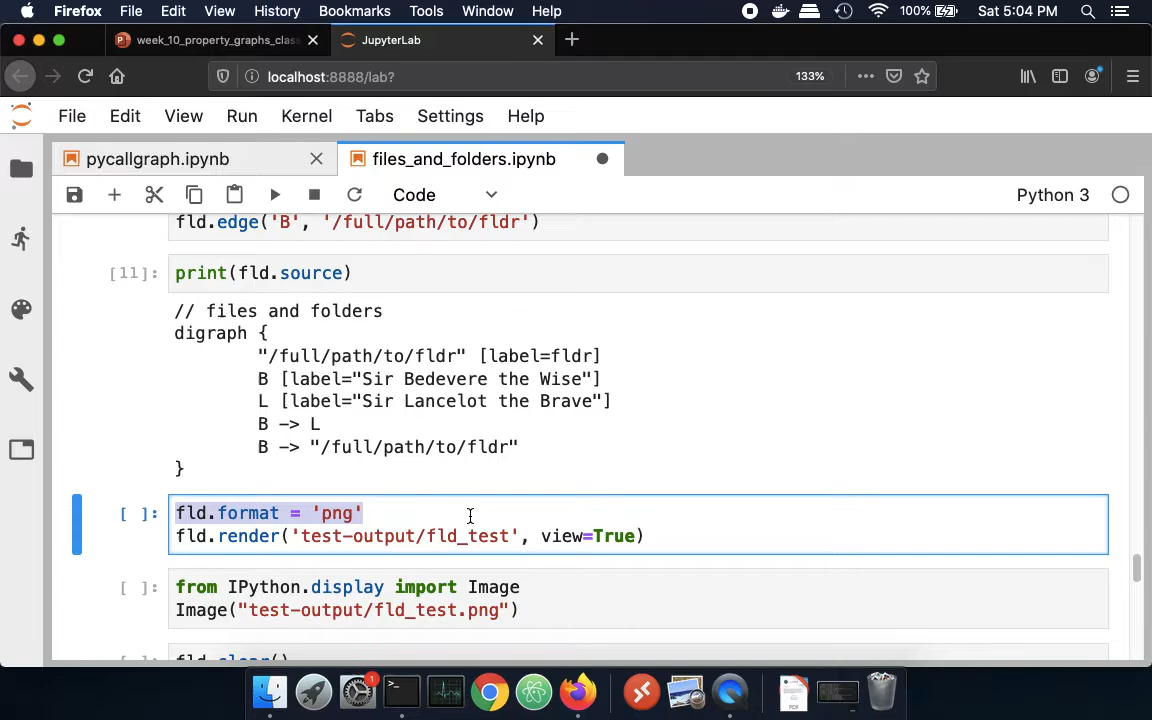 Firefox File Edit View History Bookmarks Tools Window Help 100% Sat 5:04 PM
week_10_property_graphs_clas
JupyterLab
localhost:8888/lab?
133%
File Edit View Run Kernel Tabs Settings Help
pycallgraph.ipynb
files_and_folders.ipynb
Code
Python 3
fld.edge('B', '/full/path/to/fldr')
[11]: print(fld.source)
// files and folders
digraph {
"/full/path/to/fldr" [label=fldr]
B [label="Sir Bedevere the Wise"]
L [label="Sir Lancelot the Brave"]
B -> L
B -> "/full/path/to/fldr"
}
[ ]: fld.format = 'png'
fld.render('test-output/fld_test', view=True)
[ ]: from IPython.display import Image
Image("test-output/fld_test.png")
[ ]: fld.clear()
1
PDF